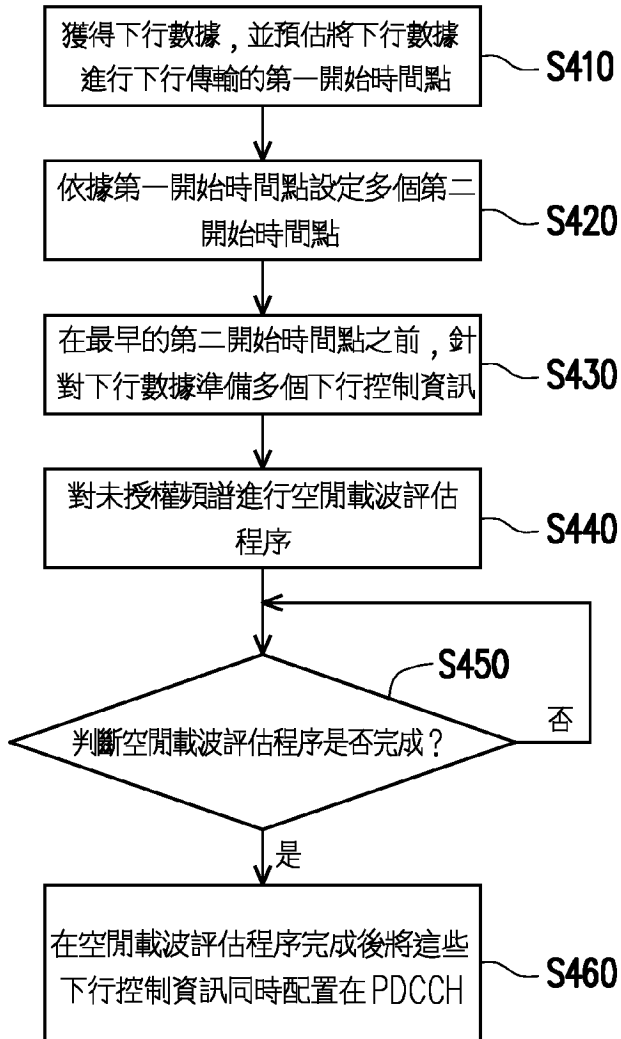 獲得下行數據，並預估將下行數據
進行下行傳輸的第一開始時間點
S410
依據第一開始時間點設定多個第二
開始時間點
S420
在最早的第二開始時間點之前，針
對下行數據準備多個下行控制資訊
S430
對未授權頻譜進行空閒載波評估
程序
S440
S450
判斷空閒載波評估程序是否完成？
否
是
在空閒載波評估程序完成後將這些
下行控制資訊同時配置在PDCCH
S460